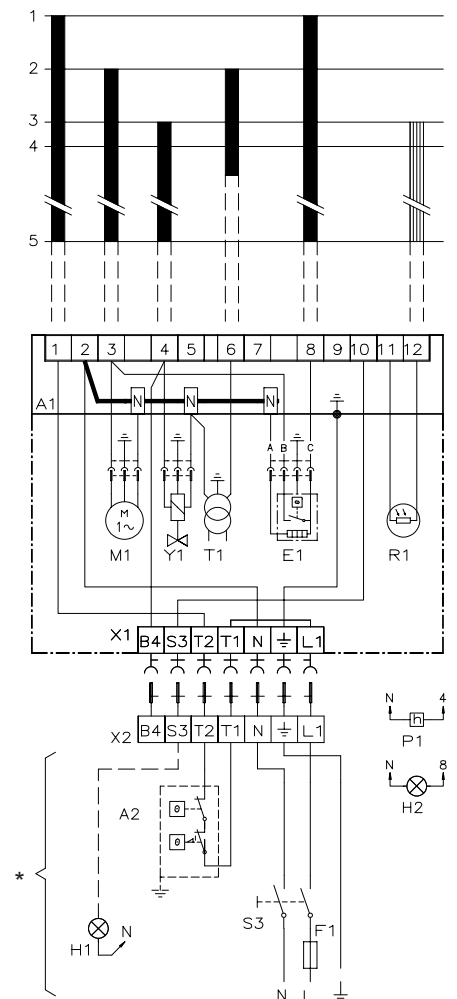 1
2
3
4
5
1 2 3 4 5 6 7 8 9 10 11 12
A1
N N N
A B C
M
1~
θ
M1 Y1 T1 E1 R1
X1
B4 S3 T2 T1 N L1
X2
B4 S3 T2 T1 N L1
N 4
h
P1
N 8
H2
A2
θ
θ
*
H1
N
S3
F1
N L